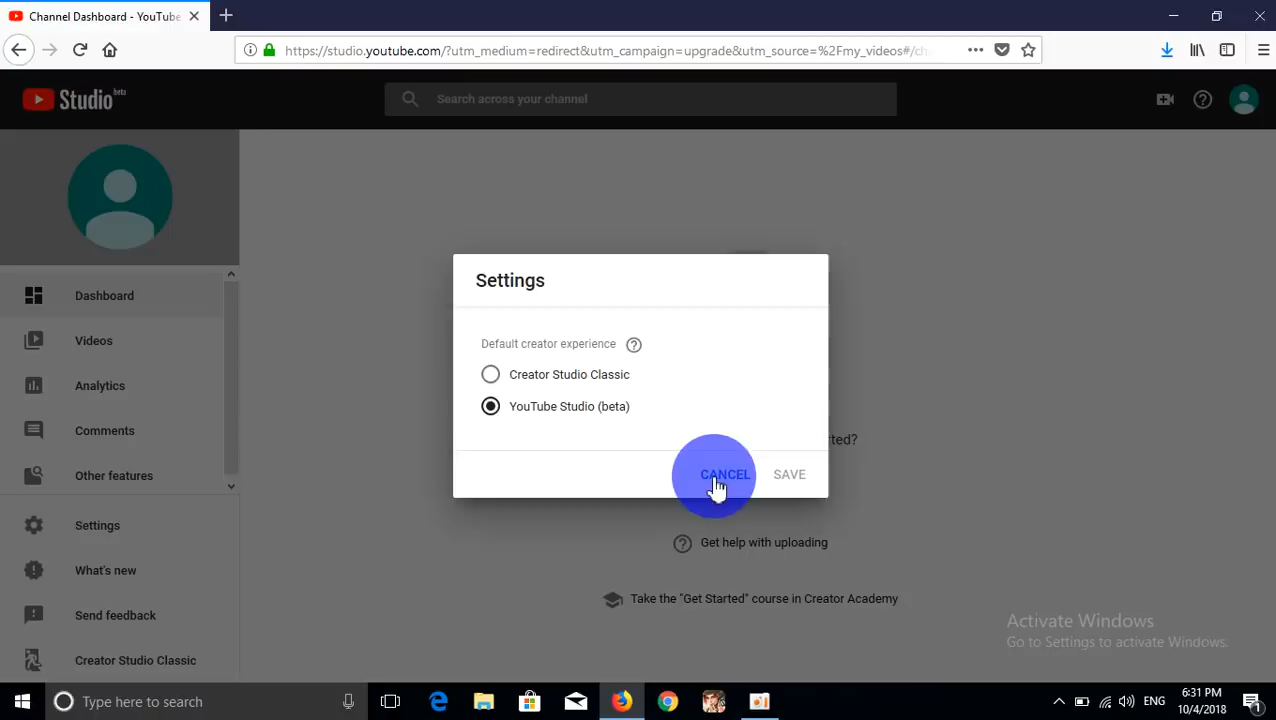 Channel Dashboard - YouTube
https://studio.youtube.com/?utm_medium=redirect&utm_campaign=upgrade&utm_source=%2Fmy_videos#/ch
Studio beta
Search across your channel
Dashboard
Videos
Analytics
Comments
Other features
Settings
What's new
Send feedback
Creator Studio Classic
Settings
Default creator experience
Creator Studio Classic
YouTube Studio (beta)
CANCEL
SAVE
rted?
Get help with uploading
Take the "Get Started" course in Creator Academy
Activate Windows
Go to Settings to activate Windows.
Type here to search
ENG
6:31 PM
10/4/2018
1